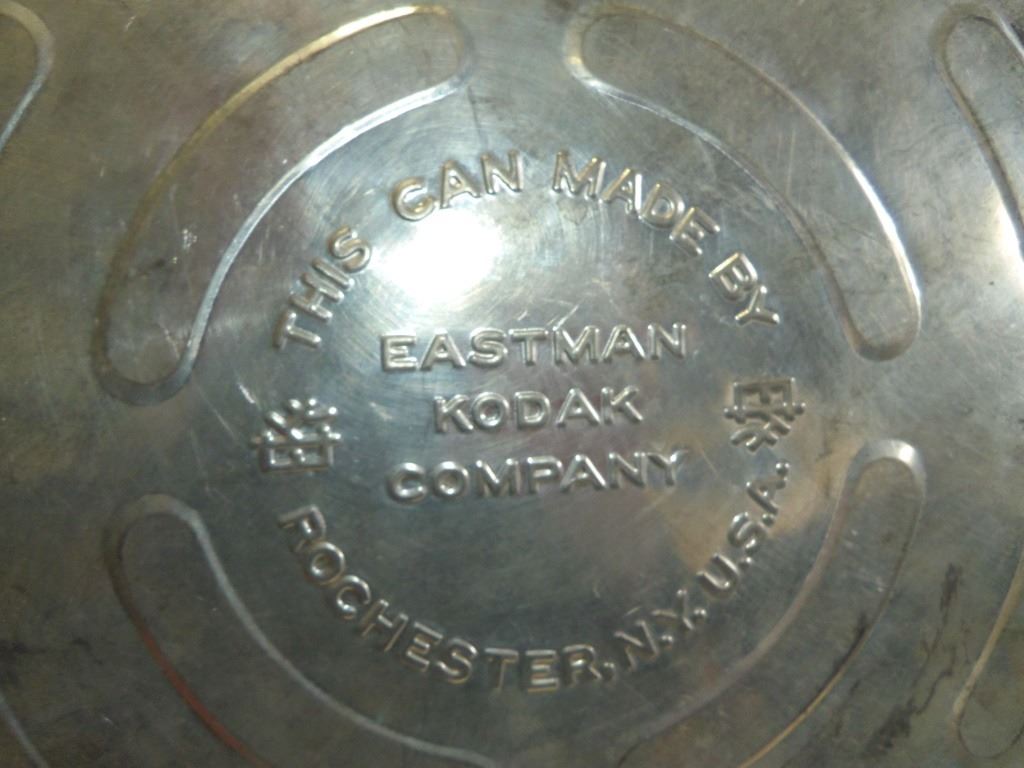 THIS CAN MADE BY
EASTMAN
KODAK
COMPANY
ROCHESTER, N.Y. U.S.A.